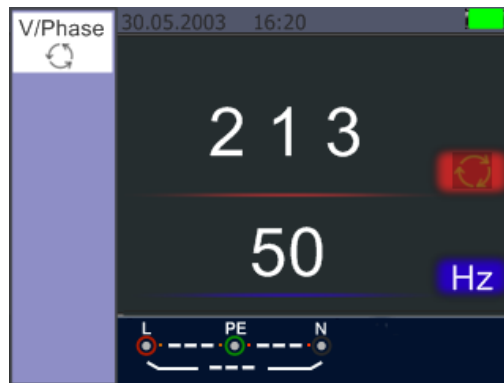 V/Phase
30.05.2003 16:20
2 1 3
50
Hz
L PE N
---
--- ---